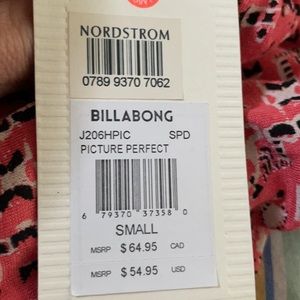 NORDSTROM
0789 9370 7062
BILLABONG
J206HPIC SPD
PICTURE PERFECT
6 79370 37358 0
SMALL
MSRP $ 64.95 CAD
MSRP $ 54.95 USD